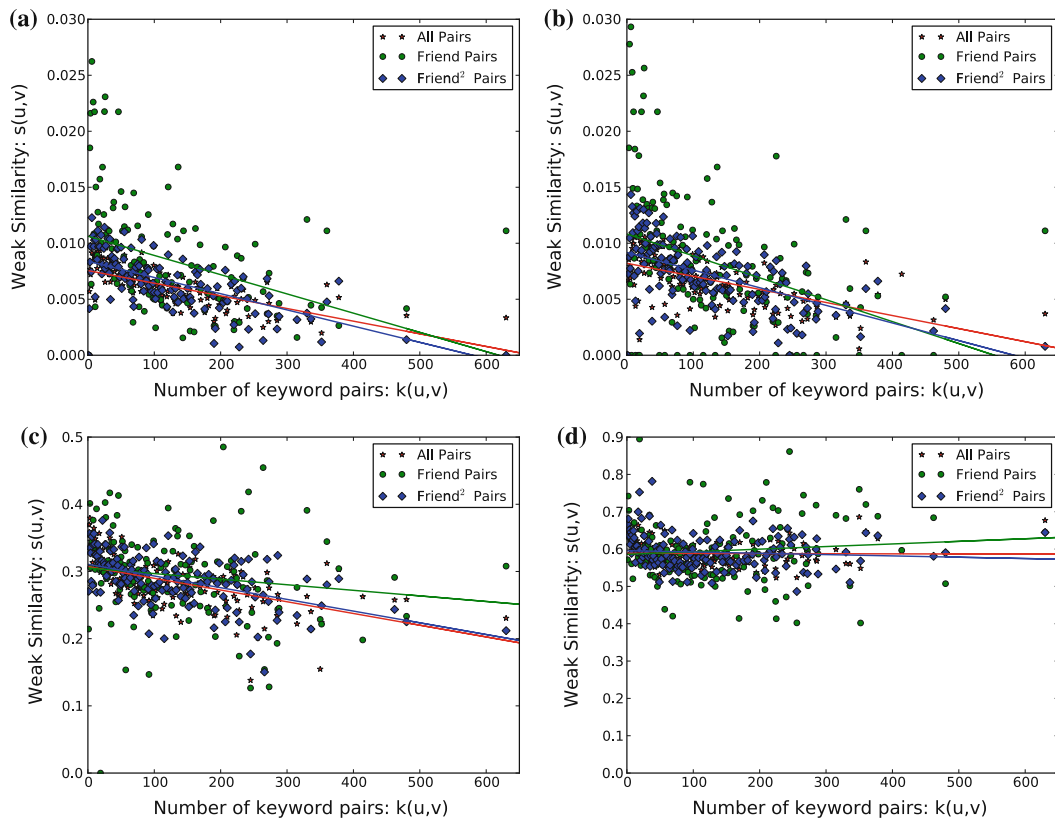 (a)
0.030
0.025
0.020
0.015
0.010
0.005
0.000
0 100 200 300 400 500 600
Weak Similarity: s(u,v)
Number of keyword pairs: k(u,v)
All Pairs
Friend Pairs
Friend² Pairs
(b)
0.030
0.025
0.020
0.015
0.010
0.005
0.000
0 100 200 300 400 500 600
Weak Similarity: s(u,v)
Number of keyword pairs: k(u,v)
All Pairs
Friend Pairs
Friend² Pairs
(c)
0.5
0.4
0.3
0.2
0.1
0.0
0 100 200 300 400 500 600
Weak Similarity: s(u,v)
Number of keyword pairs: k(u,v)
All Pairs
Friend Pairs
Friend² Pairs
(d)
0.9
0.8
0.7
0.6
0.5
0.4
0.3
0.2
0.1
0.0
0 100 200 300 400 500 600
Weak Similarity: s(u,v)
Number of keyword pairs: k(u,v)
All Pairs
Friend Pairs
Friend² Pairs